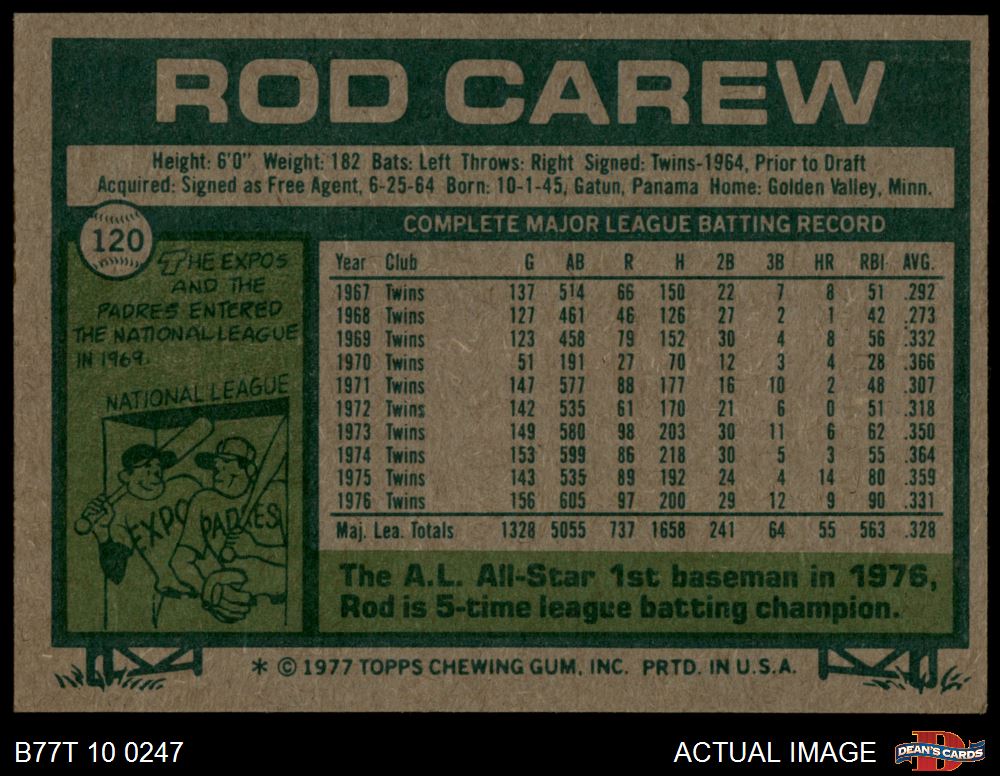 ROD CAREW
Height: 6'0" Weight: 182 Bats: Left Throws: Right Signed: Twins-1964, Prior to Draft
Acquired: Signed as Free Agent, 6-25-64 Born: 10-1-45, Gatun, Panama Home: Golden Valley, Minn.
120
THE EXPOS
AND THE
PADRES ENTERED
THE NATIONAL LEAGUE
IN 1969.
NATIONAL LEAGUE
EXPO
PADRES
COMPLETE MAJOR LEAGUE BATTING RECORD
Year Club G AB R H 2B 3B HR RBI AVG.
1967 Twins 137 514 66 150 22 7 8 51 .292
1968 Twins 127 461 46 126 27 2 1 42 .273
1969 Twins 123 458 79 152 30 4 8 56 .332
1970 Twins 51 191 27 70 12 3 4 28 .366
1971 Twins 147 577 88 177 16 10 2 48 .307
1972 Twins 142 535 61 170 21 6 0 51 .318
1973 Twins 149 580 98 203 30 11 6 62 .350
1974 Twins 153 599 86 218 30 5 3 55 .364
1975 Twins 143 535 89 192 24 4 14 80 .359
1976 Twins 156 605 97 200 29 12 9 90 .331
Maj. Lea. Totals 1328 5055 737 1658 241 64 55 563 .328
The A.L. All-Star 1st baseman in 1976,
Rod is 5-time league batting champion.
* © 1977 TOPPS CHEWING GUM, INC. PRTD. IN U.S.A.
B77T 10 0247
ACTUAL IMAGE
D
DEAN'S CARDS